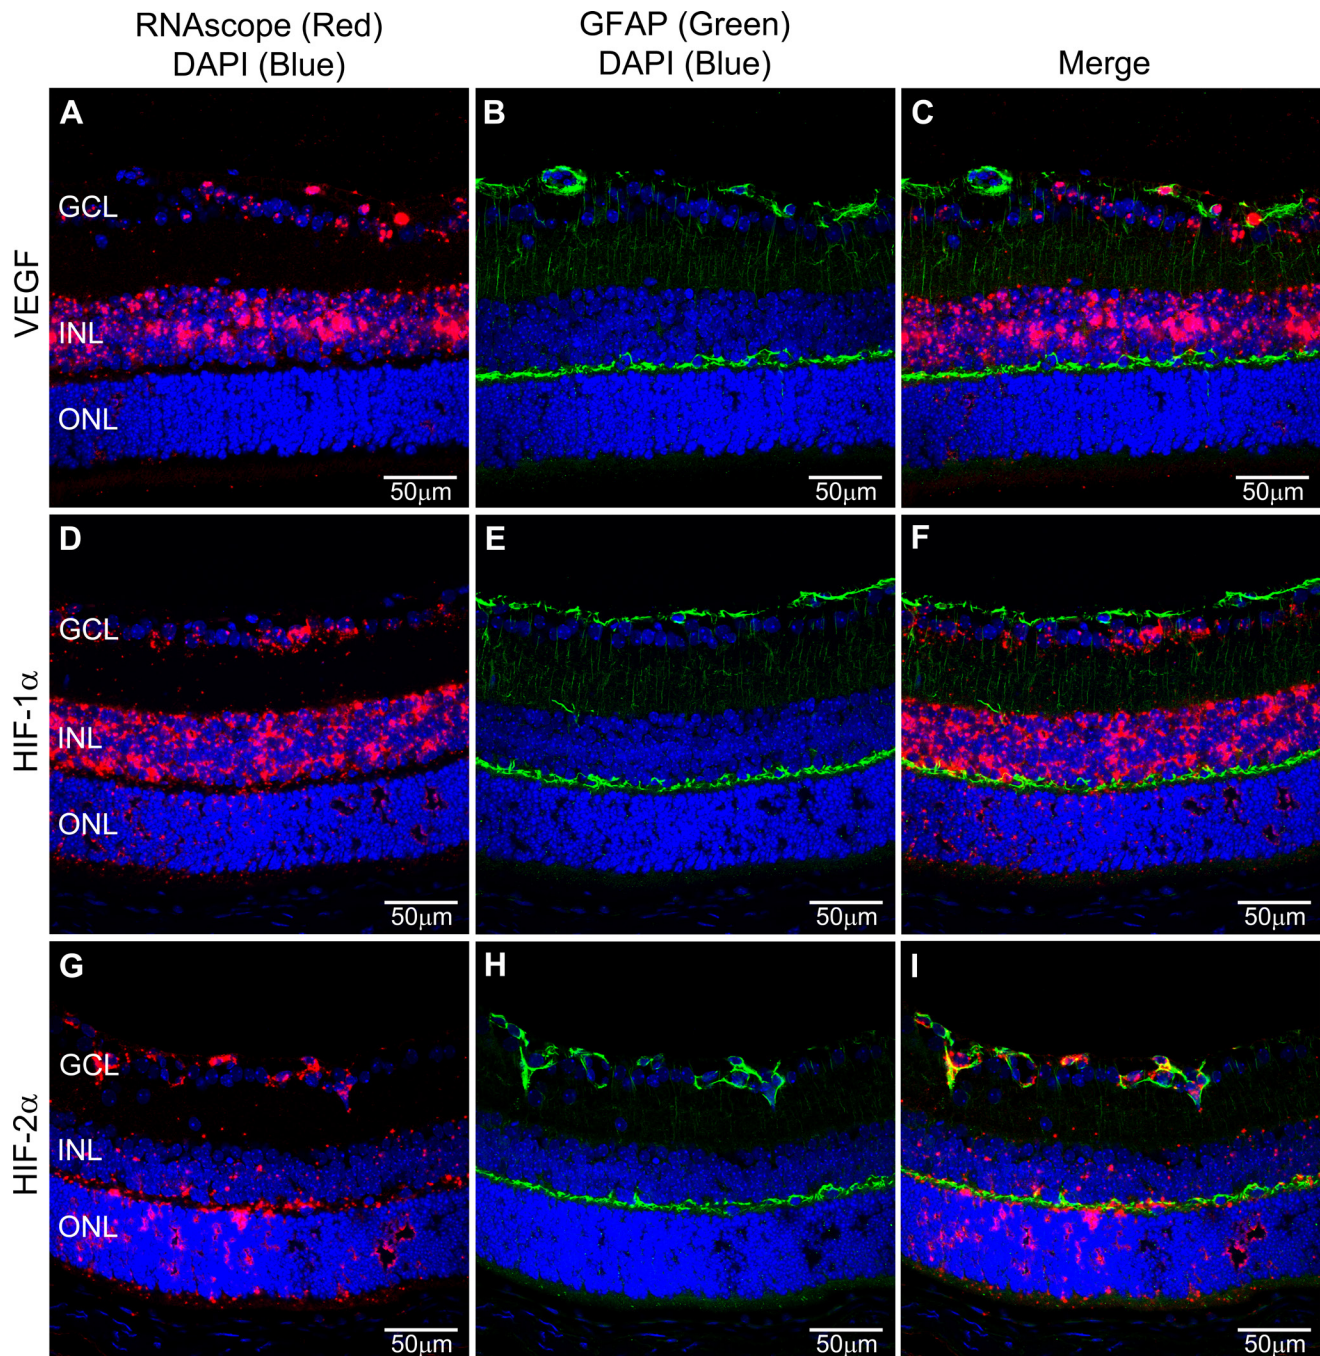 RNAscope (Red)
DAPI (Blue)
GFAP (Green)
DAPI (Blue)
Merge
VEGF
A
GCL
INL
ONL
50μm
B
50μm
C
50μm
HIF-1α
D
GCL
INL
ONL
50μm
E
50μm
F
50μm
HIF-2α
G
GCL
INL
ONL
50μm
H
50μm
I
50μm